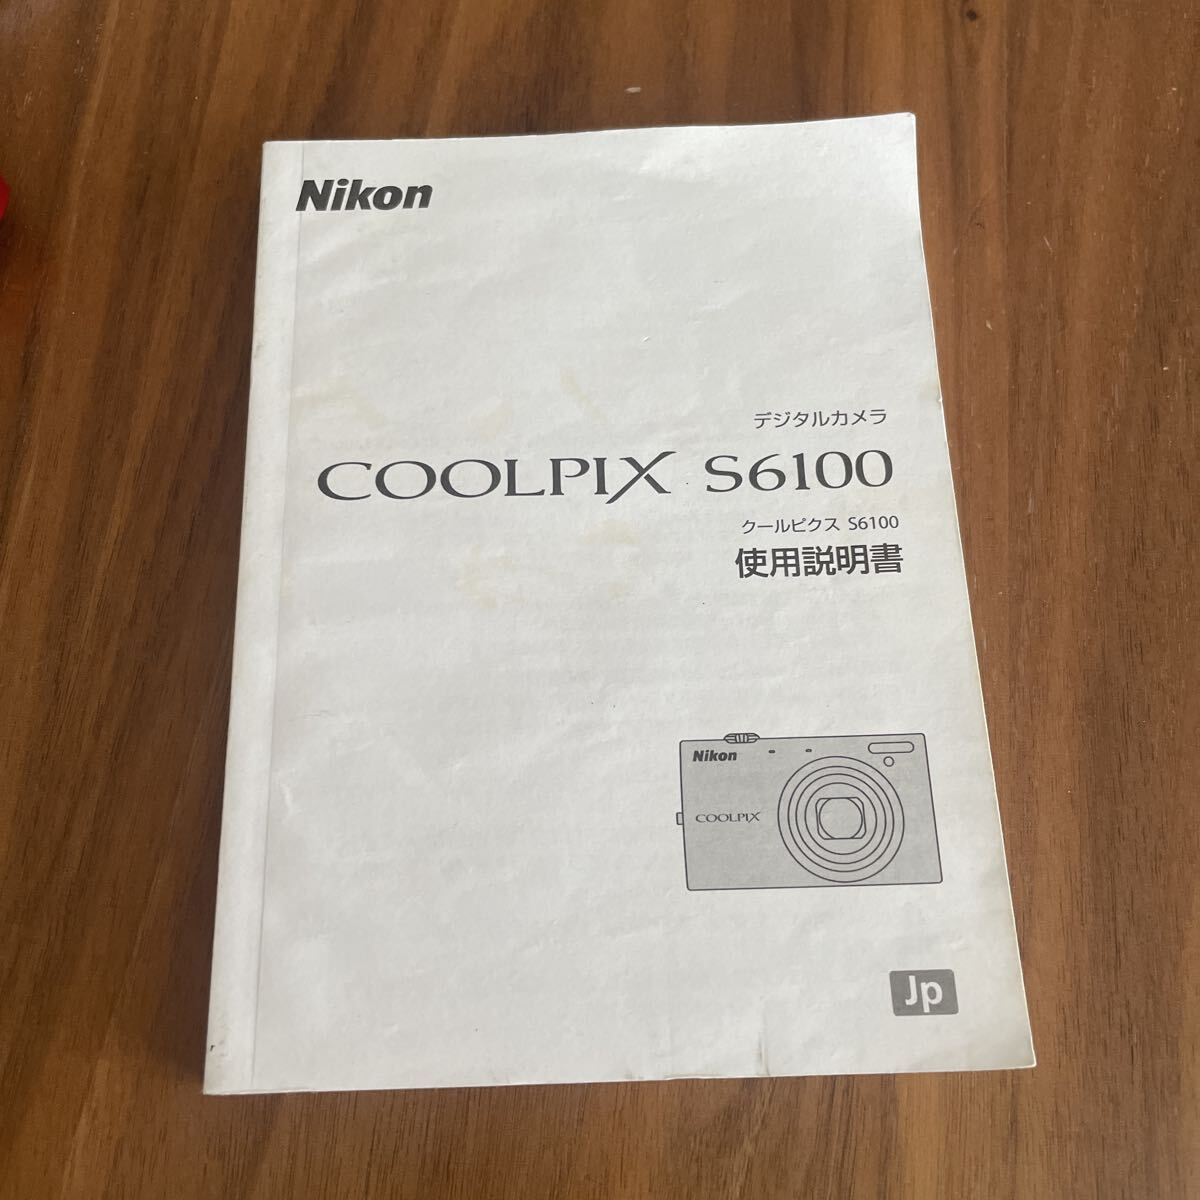 Nikon
デジタルカメラ
COOLPIX S6100
クールピクス S6100
使用説明書
Nikon
COOLPIX
Jp